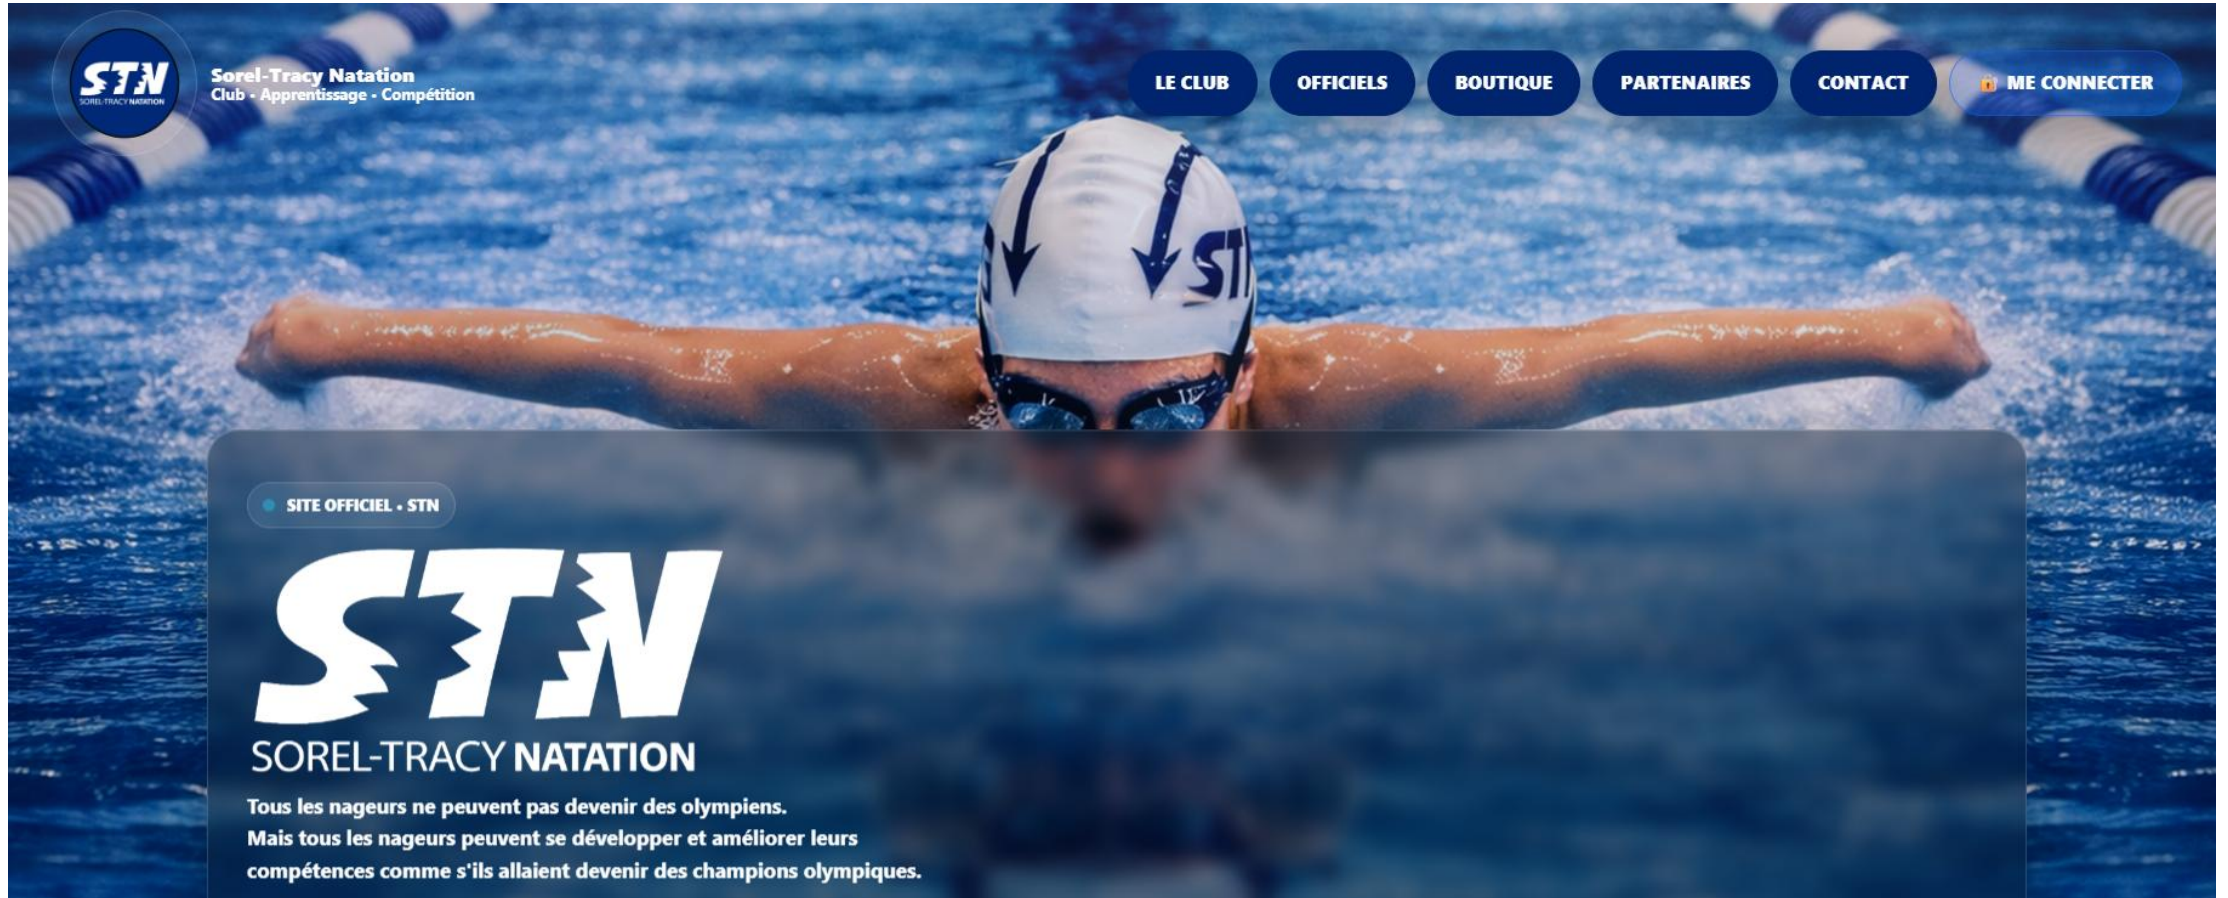 STN
SOREL-TRACY NATATION
Sorel-Tracy Natation
Club • Apprentissage • Compétition
LE CLUB
OFFICIELS
BOUTIQUE
PARTENAIRES
CONTACT
ME CONNECTER
SITE OFFICIEL • STN
STN
SOREL-TRACY NATATION
Tous les nageurs ne peuvent pas devenir des olympiens.
Mais tous les nageurs peuvent se développer et améliorer leurs
compétences comme s'ils allaient devenir des champions olympiques.